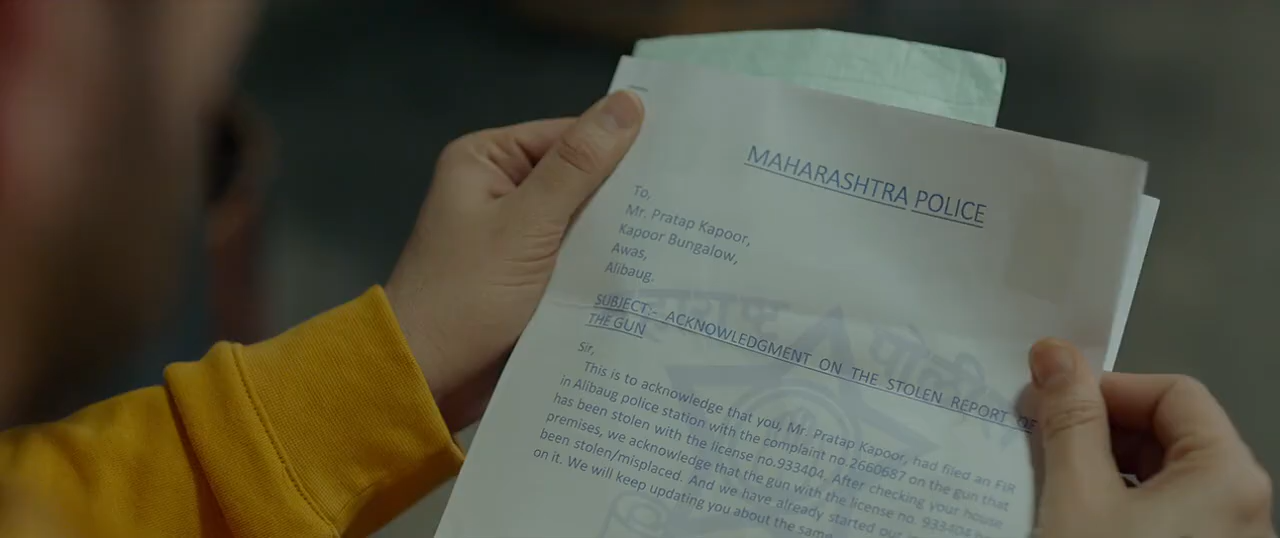 MAHARASHTRA POLICE
To,
Mr. Pratap Kapoor,
Kapoor Bungalow,
Awas,
Alibaug.
SUBJECT:- ACKNOWLEDGMENT ON THE STOLEN REPORT OF
THE GUN
Sir,
This is to acknowledge that you, Mr. Pratap Kapoor, had filed an FIR
in Alibaug police station with the complaint no 2660687 on the gun that
has been stolen with the license no.933404. After checking your house
premises, we acknowledge that the gun with the license no. 933404
been stolen/misplaced. And we have already started our
on it. We will keep updating you about the same.